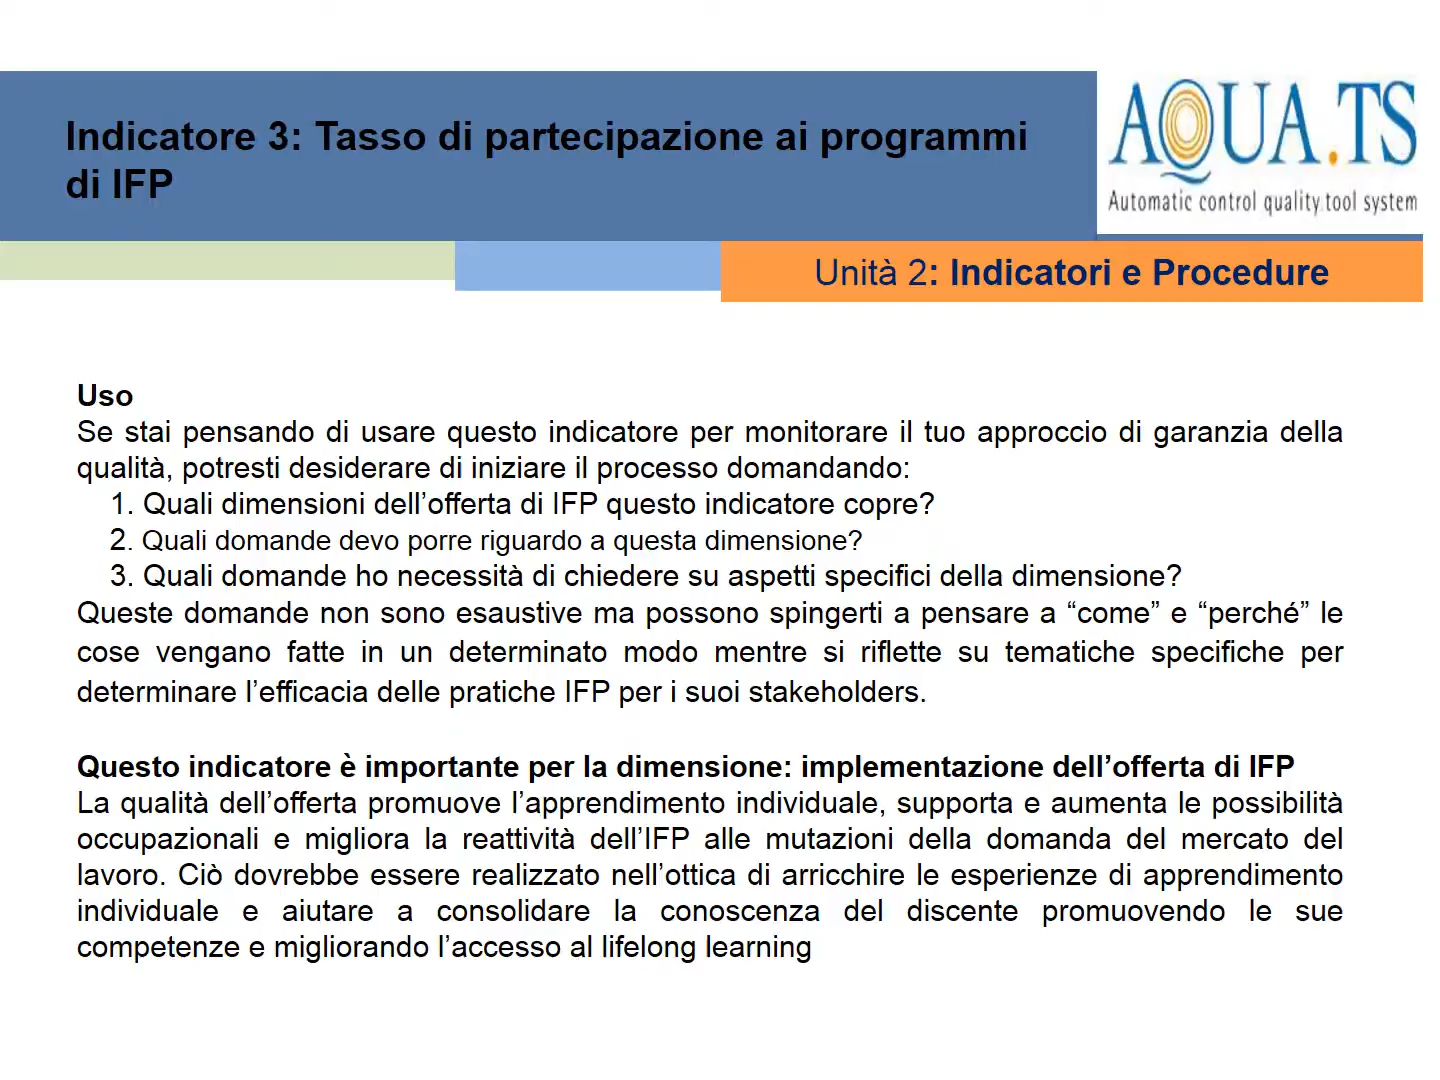 Indicatore 3: Tasso di partecipazione ai programmi
di IFP
AQUA.TS
Automatic control quality tool system
Unità 2: Indicatori e Procedure
Uso
Se stai pensando di usare questo indicatore per monitorare il tuo approccio di garanzia della
qualità, potresti desiderare di iniziare il processo domandando:
1. Quali dimensioni dell’offerta di IFP questo indicatore copre?
2. Quali domande devo porre riguardo a questa dimensione?
3. Quali domande ho necessità di chiedere su aspetti specifici della dimensione?
Queste domande non sono esaustive ma possono spingerti a pensare a “come” e “perché” le
cose vengano fatte in un determinato modo mentre si riflette su tematiche specifiche per
determinare l’efficacia delle pratiche IFP per i suoi stakeholders.
Questo indicatore è importante per la dimensione: implementazione dell’offerta di IFP
La qualità dell’offerta promuove l’apprendimento individuale, supporta e aumenta le possibilità
occupazionali e migliora la reattività dell’IFP alle mutazioni della domanda del mercato del
lavoro. Ciò dovrebbe essere realizzato nell’ottica di arricchire le esperienze di apprendimento
individuale e aiutare a consolidare la conoscenza del discente promuovendo le sue
competenze e migliorando l’accesso al lifelong learning